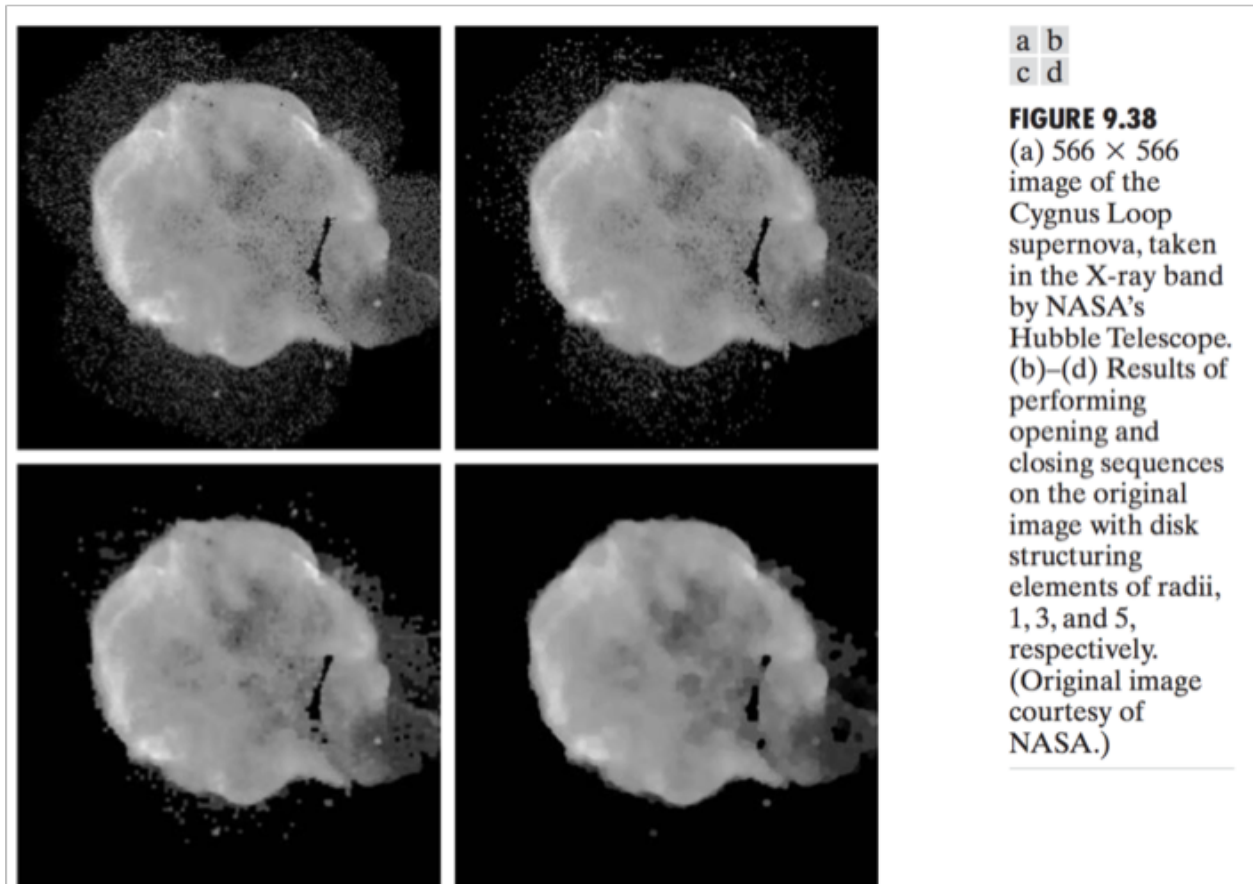 a b
c d
FIGURE 9.38
(a) 566 × 566
image of the
Cygnus Loop
supernova, taken
in the X-ray band
by NASA's
Hubble Telescope.
(b)–(d) Results of
performing
opening and
closing sequences
on the original
image with disk
structuring
elements of radii,
1, 3, and 5,
respectively.
(Original image
courtesy of
NASA.)